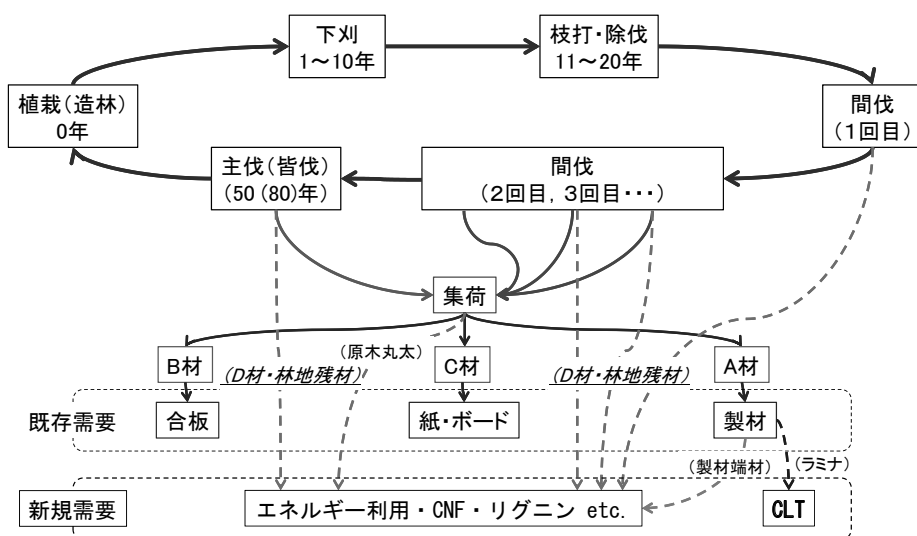 下刈
1～10年
枝打・除伐
11～20年
植栽（造林）
0年
間伐
（1回目）
主伐（皆伐）
(50 (80)年)
間伐
（2回目，3回目・・・）
集荷
（原木丸太）
B材
C材
A材
(D材・林地残材)
(D材・林地残材)
既存需要
合板
紙・ボード
製材
（製材端材）
（ラミナ）
新規需要
エネルギー利用・CNF・リグニン etc.
CLT